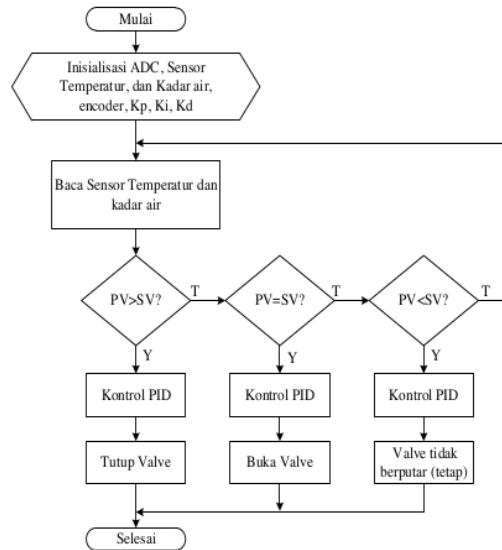 Mulai
Inisialisasi ADC, Sensor
Temperatur, dan Kadar air,
encoder, Kp, Ki, Kd
Baca Sensor Temperatur dan
kadar air
PV>SV?
T
PV=SV?
T
PV<SV?
T
Y
Y
Y
Kontrol PID
Kontrol PID
Kontrol PID
Tutup Valve
Buka Valve
Valve tidak
berputar (tetap)
Selesai